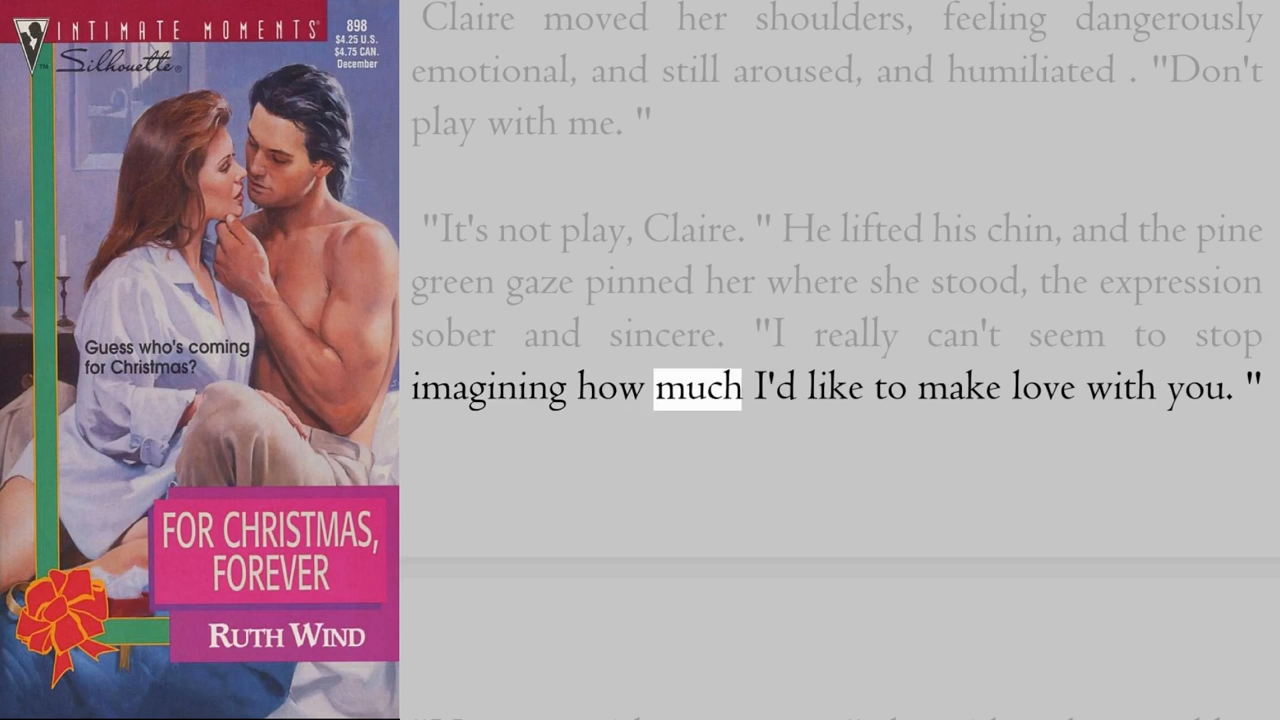 INTIMATE MOMENTS®
Silhouette®
™
898
$4.25 U.S.
$4.75 CAN.
December
Guess who's coming
for Christmas?
FOR CHRISTMAS,
FOREVER
RUTH WIND
Claire moved her shoulders, feeling dangerously
emotional, and still aroused, and humiliated . "Don't
play with me. "
"It's not play, Claire. " He lifted his chin, and the pine
green gaze pinned her where she stood, the expression
sober and sincere. "I really can't seem to stop
imagining how much I'd like to make love with you. "